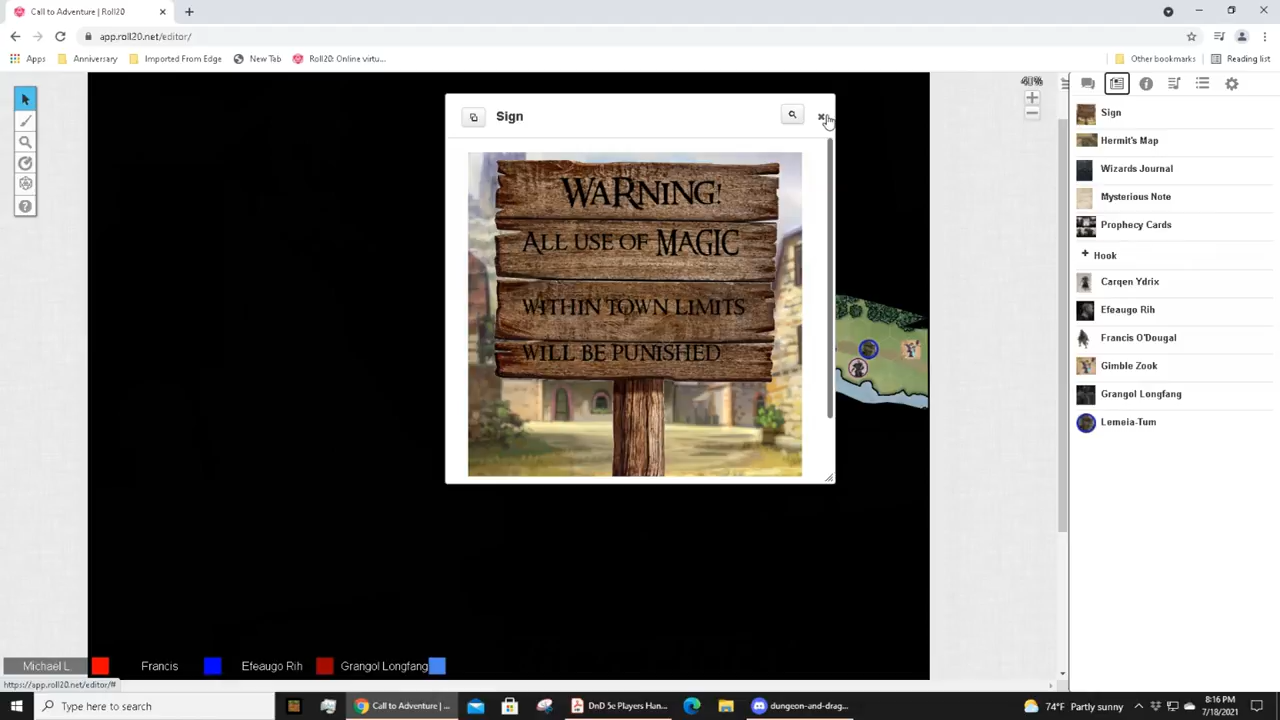 Call to Adventure | Roll20
app.roll20.net/editor/
Apps
Anniversary
Imported From Edge
New Tab
Roll20: Online virtu...
Other bookmarks
Reading list
Sign
WARNING!
ALL USE OF MAGIC
WITHIN TOWN LIMITS
WILL BE PUNISHED
Sign
Hermit's Map
Wizards Journal
Mysterious Note
Prophecy Cards
Hook
Carqen Ydrix
Efeaugo Rih
Francis O'Dougal
Gimble Zook
Grangol Longfang
Lemeia-Tum
Michael L.
Francis
Efeaugo Rih
Grangol Longfang
https://app.roll20.net/editor/#
Type here to search
Call to Adventure | ...
DnD 5e Players Han...
dungeon-and-drag...
74°F Partly sunny
8:16 PM
7/18/2021